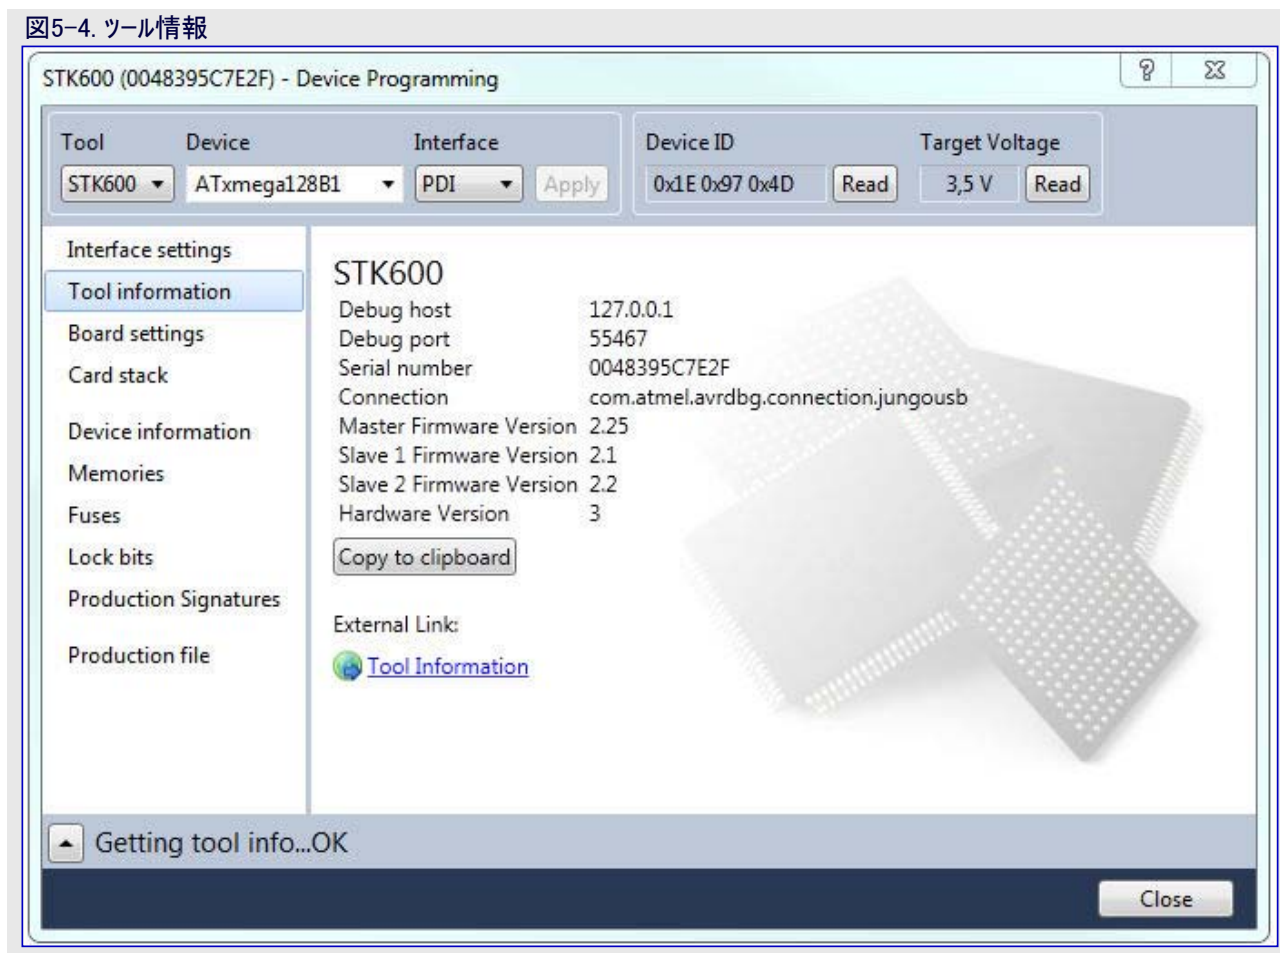 図5-4. ツール情報
STK600 (0048395C7E2F) - Device Programming
Tool Device Interface Device ID Target Voltage
STK600 ATxmega128B1 PDI Apply 0x1E 0x97 0x4D Read 3,5 V Read
Interface settings
Tool information
Board settings
Card stack
Device information
Memories
Fuses
Lock bits
Production Signatures
Production file
STK600
Debug host 127.0.0.1
Debug port 55467
Serial number 0048395C7E2F
Connection com.atmel.avrdbg.connection.jungousb
Master Firmware Version 2.25
Slave 1 Firmware Version 2.1
Slave 2 Firmware Version 2.2
Hardware Version 3
Copy to clipboard
External Link:
Tool Information
Getting tool info...OK
Close